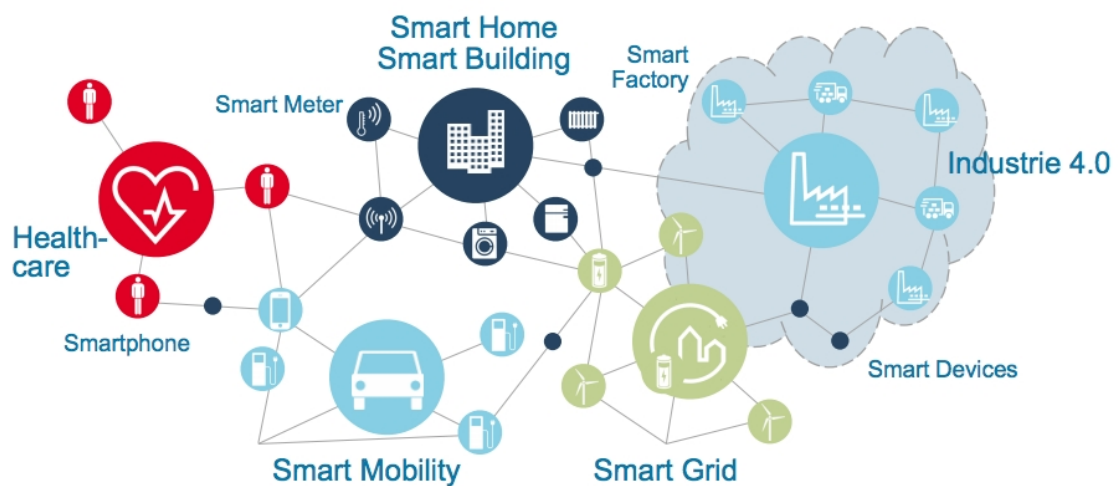 Smart Home
Smart Building
Smart
Factory
Smart Meter
Industrie 4.0
Health-
care
Smartphone
Smart Devices
Smart Mobility
Smart Grid